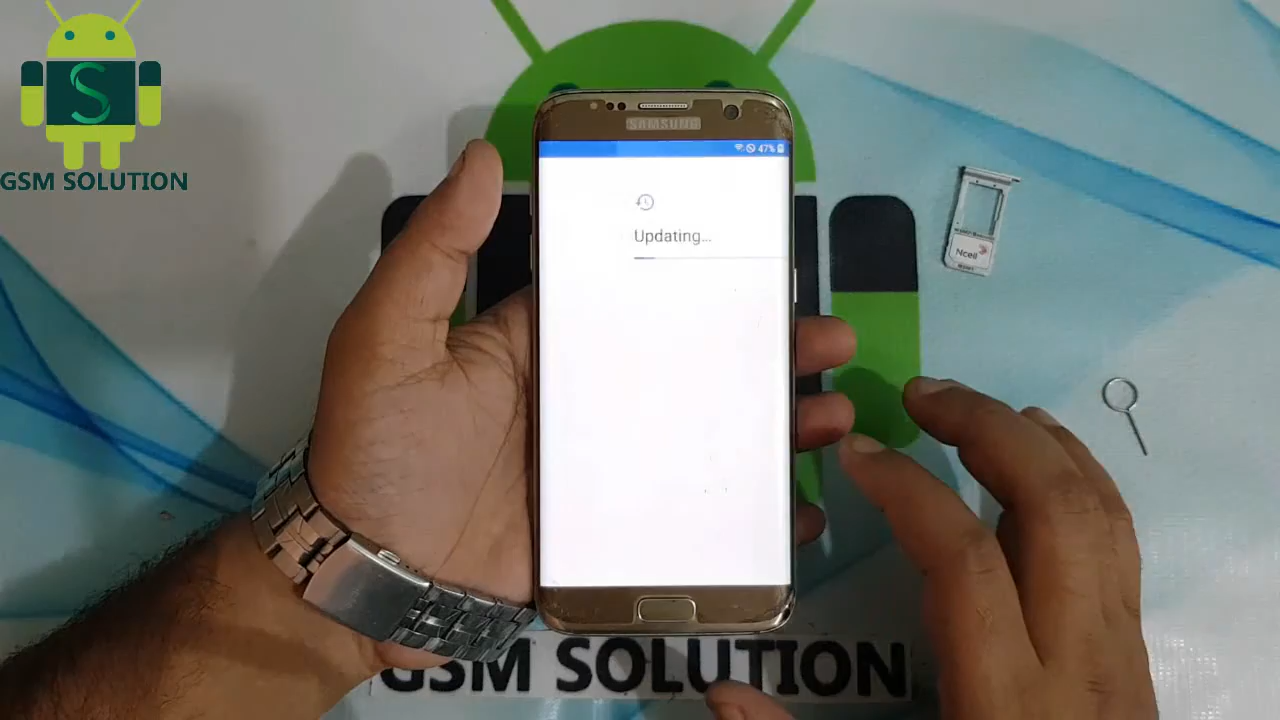 GSM SOLUTION
SAMSUNG
47%
Updating...
Ncell
GSM SOLUTION